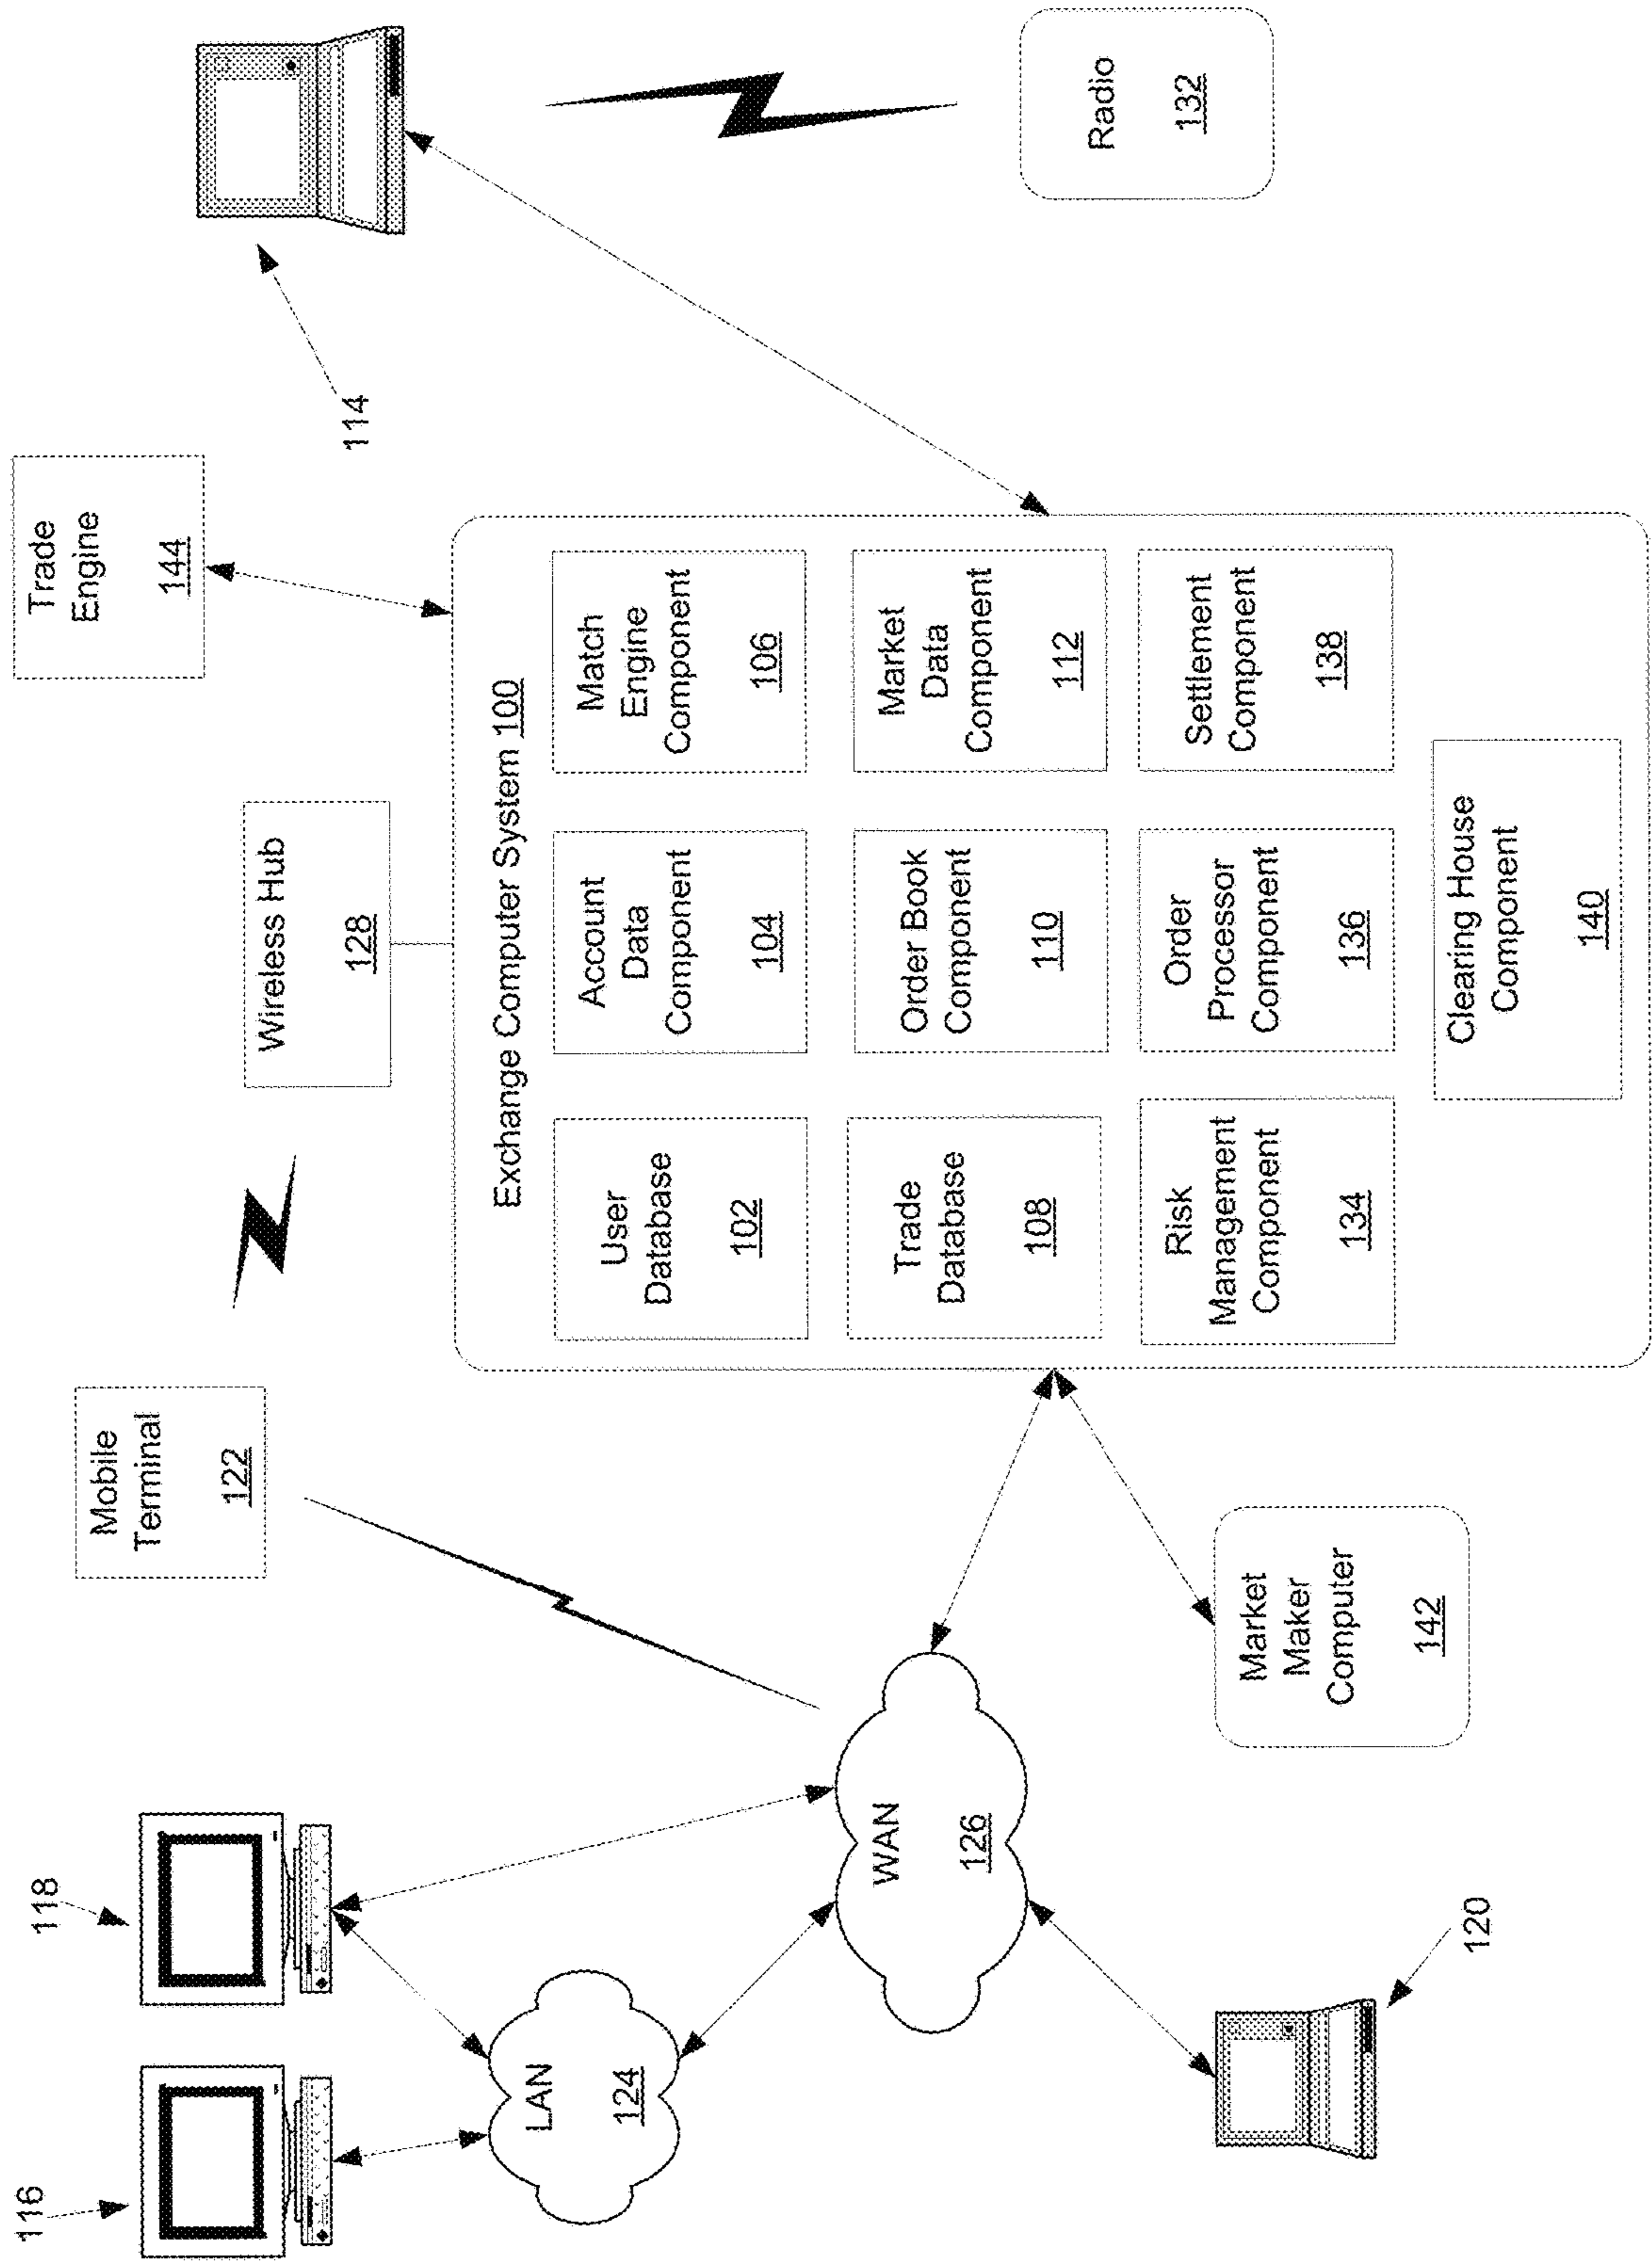 116
118
LAN
124
Mobile
Terminal
122
WAN
126
120
Market
Maker
Computer
142
Wireless Hub
128
Trade
Engine
144
114
Radio
132
Exchange Computer System 100
User
Database
102
Account
Data
Component
104
Match
Engine
Component
106
Trade
Database
108
Order Book
Component
110
Market
Data
Component
112
Risk
Management
Component
134
Order
Processor
Component
136
Settlement
Component
138
Clearing House
Component
140